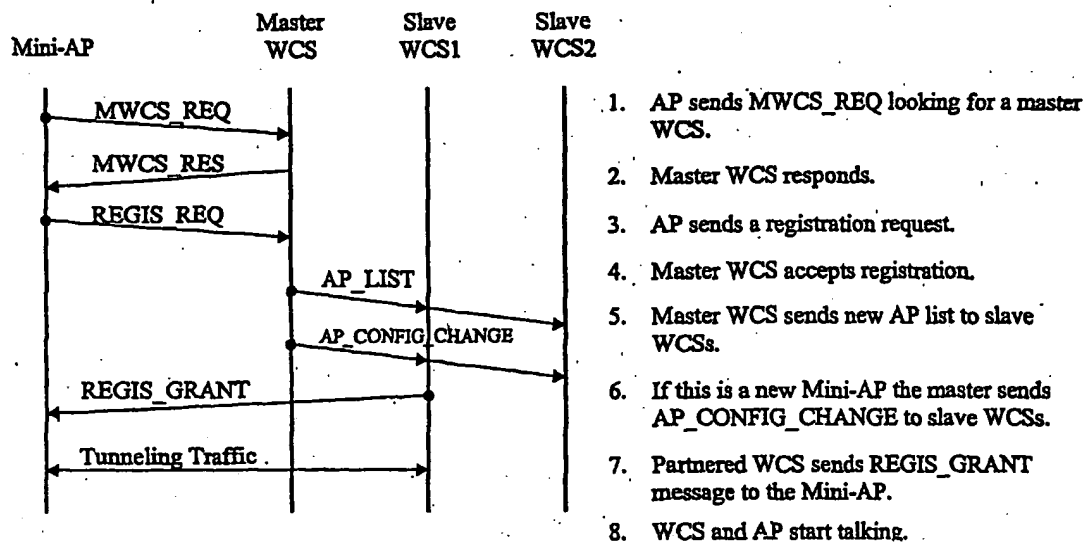 Mini-AP
Master
WCS
Slave
WCS1
Slave
WCS2
MWCS_REQ
MWCS_RES
REGIS_REQ
AP_LIST
AP_CONFIG_CHANGE
REGIS_GRANT
Tunneling Traffic
1. AP sends MWCS_REQ looking for a master
WCS.
2. Master WCS responds.
3. AP sends a registration request.
4. Master WCS accepts registration.
5. Master WCS sends new AP list to slave
WCSs.
6. If this is a new Mini-AP the master sends
AP_CONFIG_CHANGE to slave WCSs.
7. Partnered WCS sends REGIS_GRANT
message to the Mini-AP.
8. WCS and AP start talking.